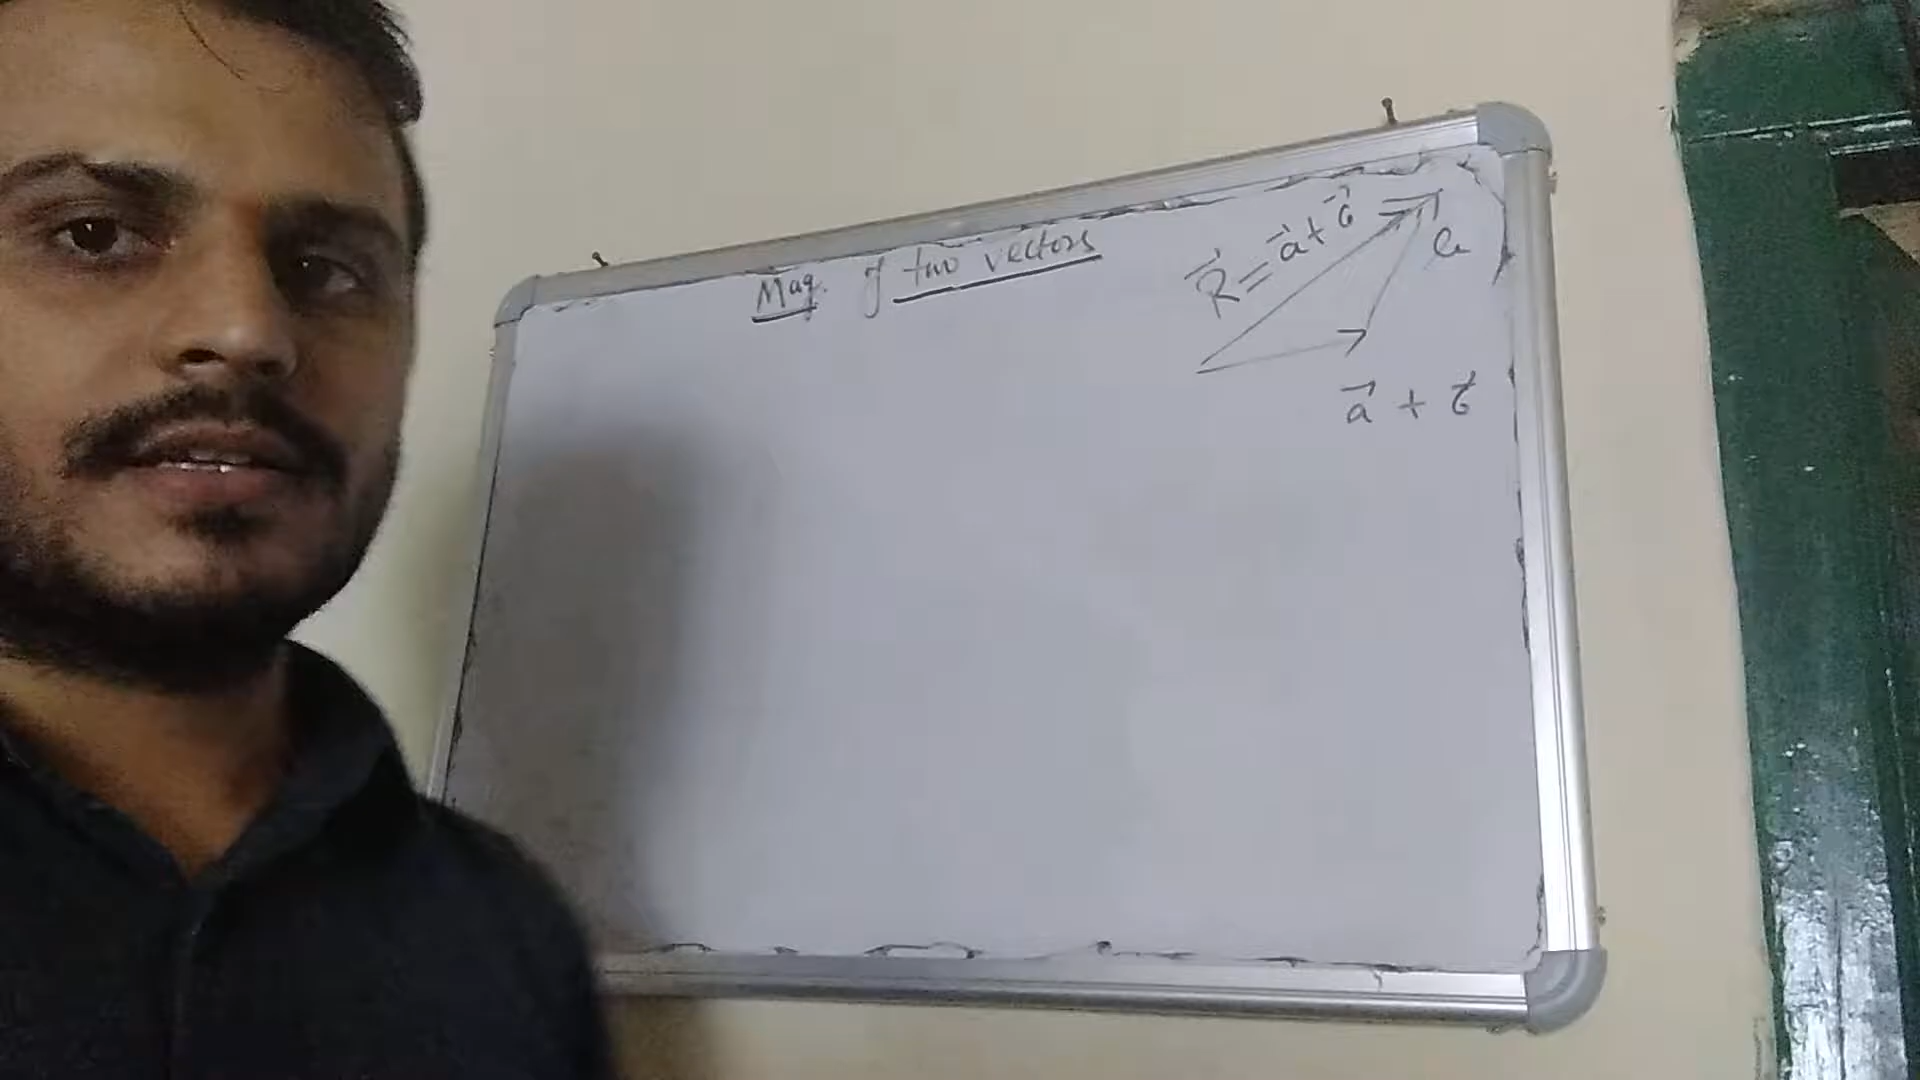 Mag. of two vectors
R⃗ = a⃗ + b⃗
a⃗ + b⃗